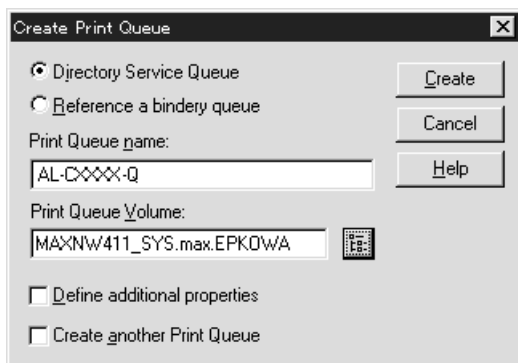 Create Print Queue
Directory Service Queue
Reference a bindery queue
Print Queue name:
AL-CXXXX-Q
Print Queue Volume:
MAXNW411_SYS.max.EPKOWA
Define additional properties
Create another Print Queue
Create
Cancel
Help